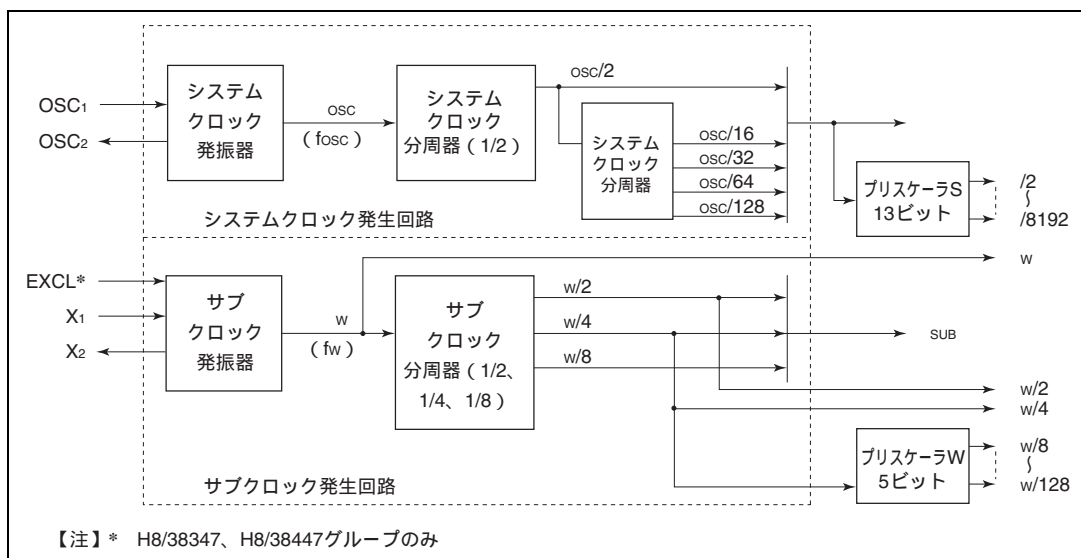 OSC1
OSC2
システム
クロック
発振器
OSC
(fOSC)
システム
クロック
分周器(1/2)
OSC/2
システム
クロック
分周器
OSC/16
OSC/32
OSC/64
OSC/128
システムクロック発生回路
プリスケーラS
13ビット
/2
〜
/8192
EXCL*
X1
X2
サブ
クロック
発振器
W
(fW)
サブ
クロック
分周器(1/2、
1/4、1/8)
W/2
W/4
W/8
W
SUB
W/2
W/4
プリスケーラW
5ビット
W/8
〜
W/128
サブクロック発生回路
【注】* H8/38347、H8/38447グループのみ